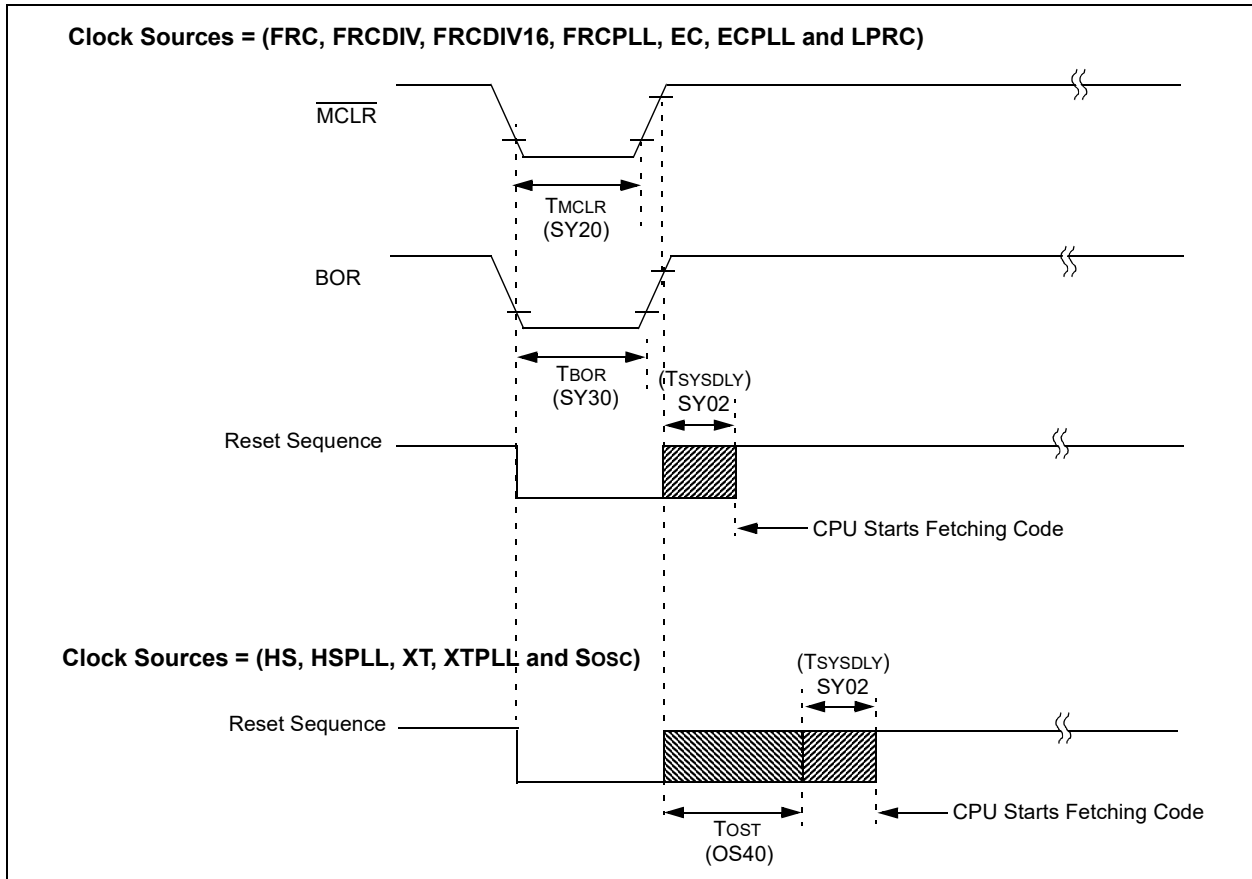 Clock Sources = (FRC, FRCDIV, FRCDIV16, FRCPLL, EC, ECPLL and LPRC)
MCLR
TMCLR
(SY20)
BOR
TBOR
(SY30)
(TSYSDLY)
SY02
Reset Sequence
CPU Starts Fetching Code
Clock Sources = (HS, HSPLL, XT, XTPLL and SOSC)
(TSYSDLY)
SY02
Reset Sequence
CPU Starts Fetching Code
TOST
(OS40)